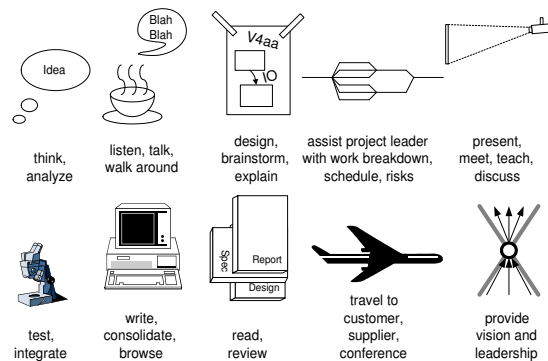 Blah
Blah
Idea
V4aa
IO
think,
analyze
listen, talk,
walk around
design,
brainstorm,
explain
assist project leader
with work breakdown,
schedule, risks
present,
meet, teach,
discuss
Spec
Report
Design
test,
integrate
write,
consolidate,
browse
read,
review
travel to
customer,
supplier,
conference
provide
vision and
leadership